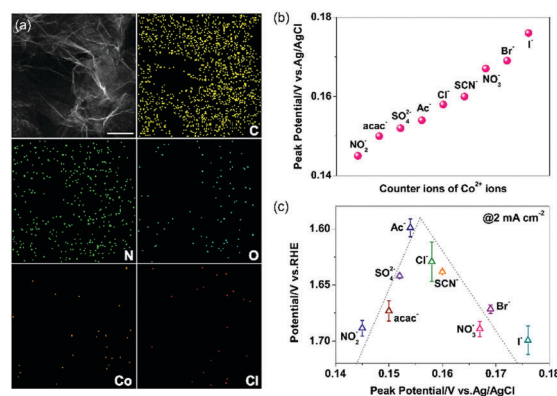 (a)
C
N
O
Co
Cl
(b)
Peak Potential/V vs.Ag/AgCl
0.18
0.16
0.14
NO₂⁻
acac⁻
SO₄²⁻
Ac⁻
Cl⁻
SCN⁻
NO₃⁻
Br⁻
I⁻
Counter ions of Co²⁺ ions
(c)
@2 mA cm⁻²
Potential/V vs.RHE
1.60
1.65
1.70
Ac⁻
Cl⁻
SO₄²⁻
SCN⁻
acac⁻
Br⁻
NO₂⁻
NO₃⁻
I⁻
0.14 0.15 0.16 0.17 0.18
Peak Potential/V vs.Ag/AgCl